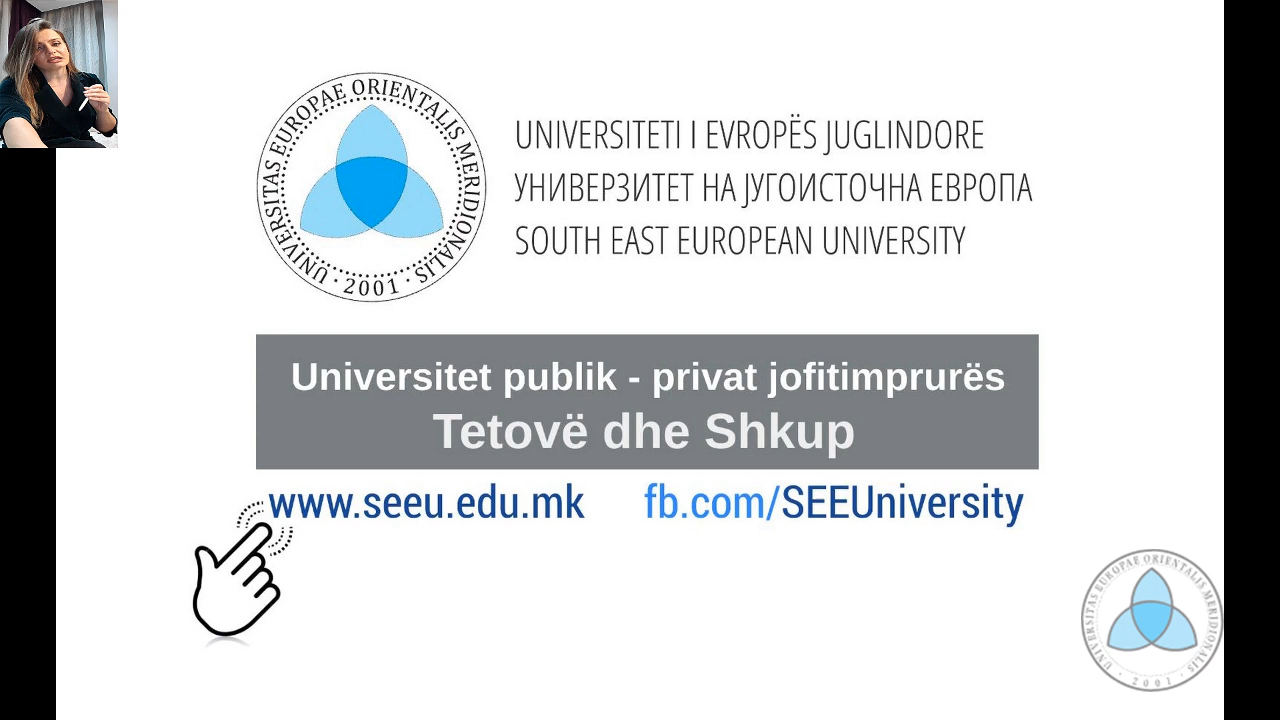 UNIVERSITAS EUROPAE ORIENTALIS MERIDIONALIS
· 2001 ·
UNIVERSITETI I EVROPËS JUGLINDORE
УНИВЕРЗИТЕТ НА ЈУГОИСТОЧНА ЕВРОПА
SOUTH EAST EUROPEAN UNIVERSITY
Universitet publik - privat jofitimprurës
Tetovë dhe Shkup
www.seeu.edu.mk fb.com/SEEUniversity
UNIVERSITAS EUROPAE ORIENTALIS MERIDIONALIS
· 2001 ·